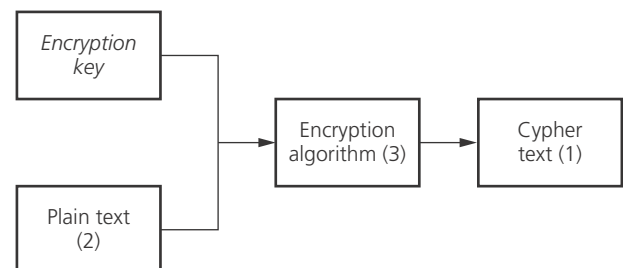 Encryption
key
Encryption
algorithm (3)
Cypher
text (1)
Plain text
(2)